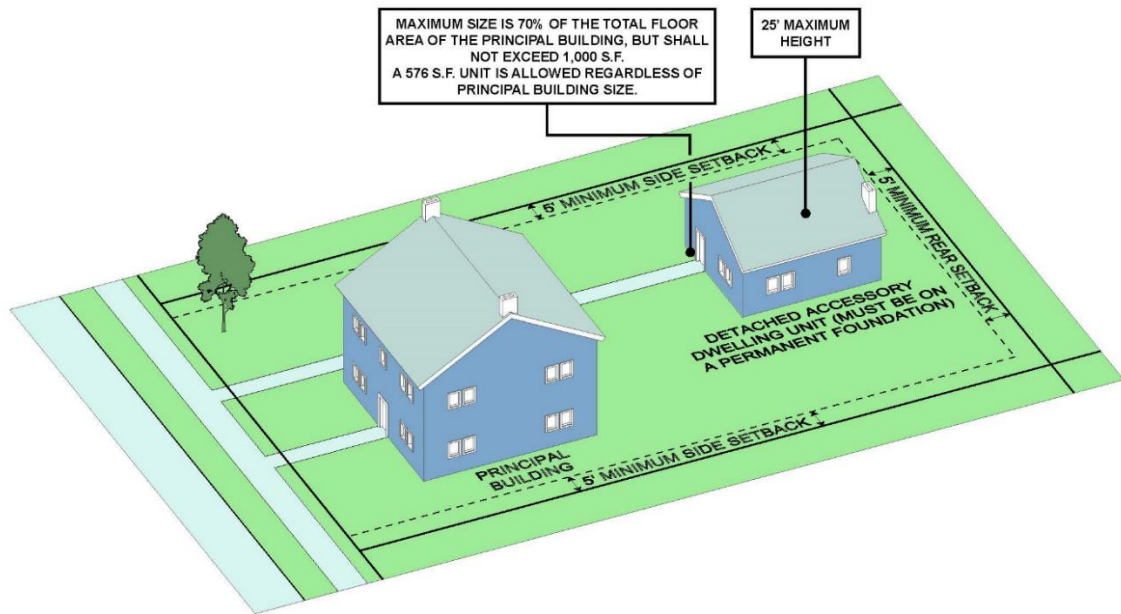 MAXIMUM SIZE IS 70% OF THE TOTAL FLOOR
AREA OF THE PRINCIPAL BUILDING, BUT SHALL
NOT EXCEED 1,000 S.F.
A 576 S.F. UNIT IS ALLOWED REGARDLESS OF
PRINCIPAL BUILDING SIZE.
25' MAXIMUM
HEIGHT
5' MINIMUM SIDE SETBACK
5' MINIMUM REAR SETBACK
DETACHED ACCESSORY
DWELLING UNIT (MUST BE ON
A PERMANENT FOUNDATION)
PRINCIPAL
BUILDING
5' MINIMUM SIDE SETBACK